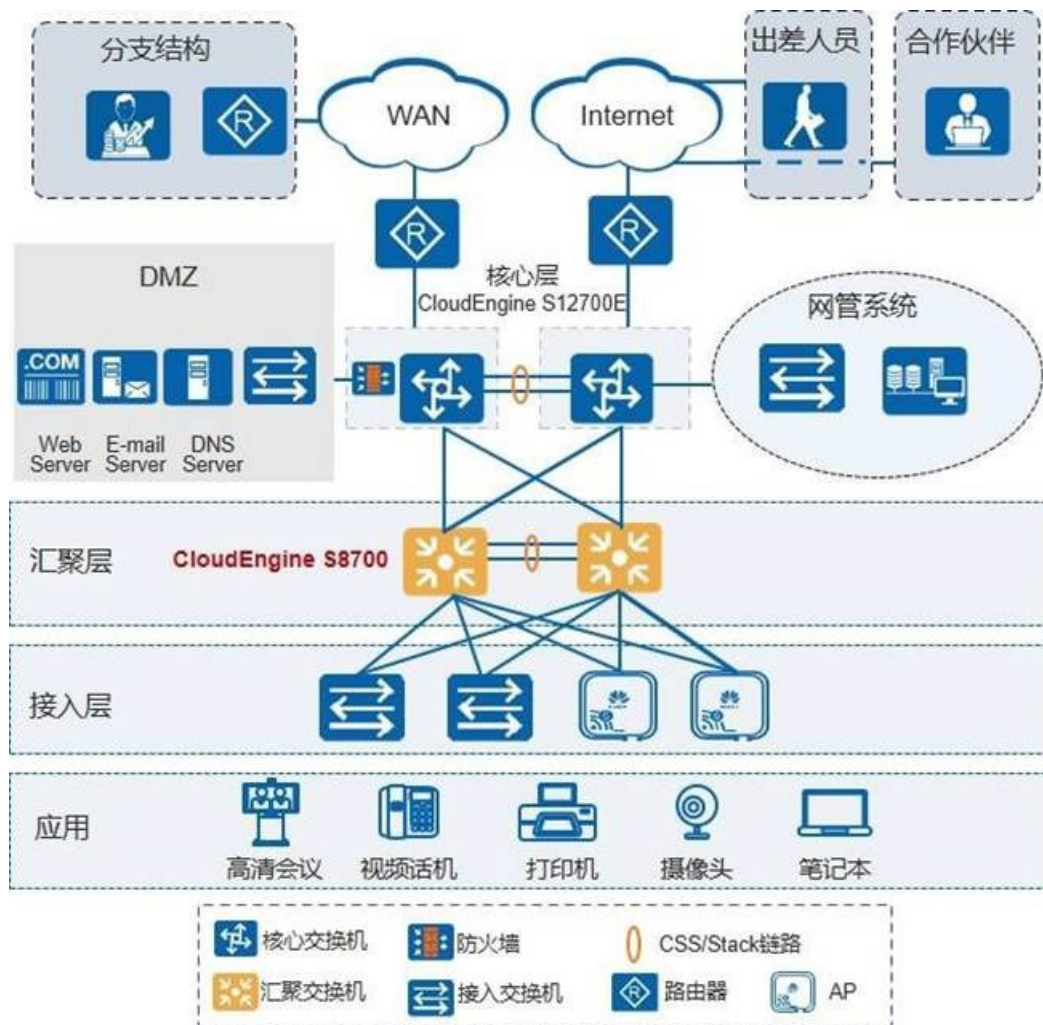 分支结构
WAN
Internet
出差人员
合作伙伴
R
R
R
DMZ
核心层
CloudEngine S12700E
网管系统
.COM
Web
Server
E-mail
Server
DNS
Server
汇聚层
CloudEngine S8700
接入层
应用
高清会议
视频话机
打印机
摄像头
笔记本
核心交换机
防火墙
CSS/Stack链路
汇聚交换机
接入交换机
R
路由器
AP